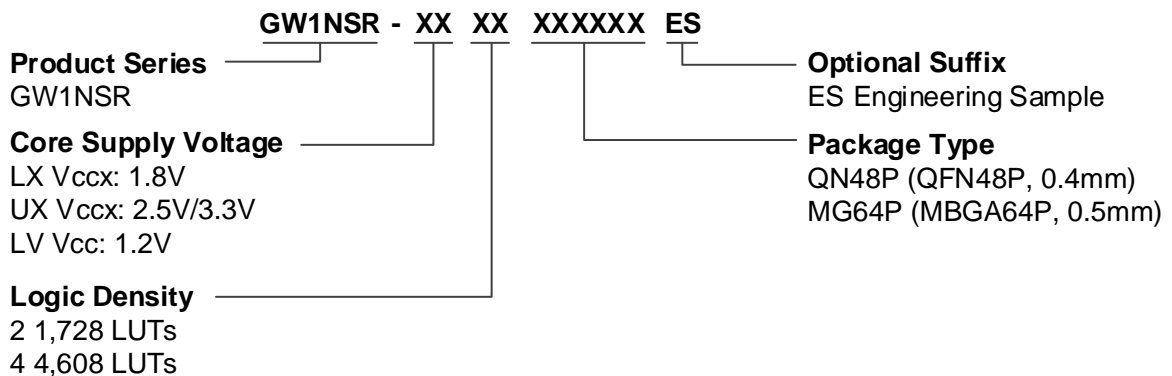 GW1NSR - XX XX XXXXXX ES
Product Series
GW1NSR
Core Supply Voltage
LX Vccx: 1.8V
UX Vccx: 2.5V/3.3V
LV Vcc: 1.2V
Logic Density
2 1,728 LUTs
4 4,608 LUTs
Optional Suffix
ES Engineering Sample
Package Type
QN48P (QFN48P, 0.4mm)
MG64P (MBGA64P, 0.5mm)